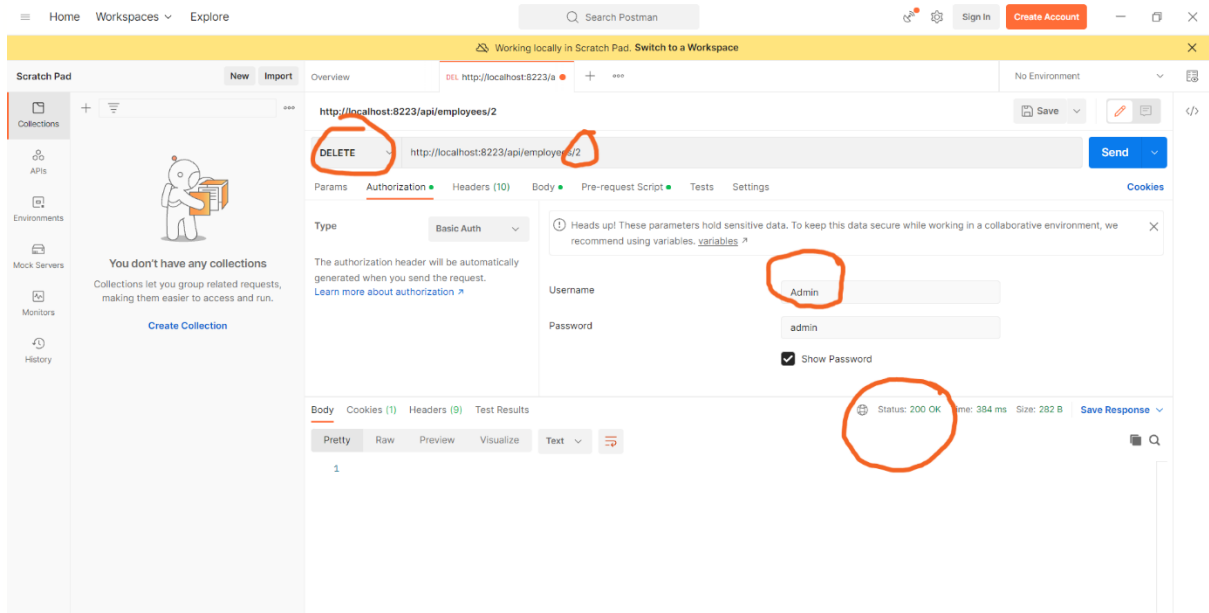 Home Workspaces Explore Search Postman Sign In Create Account
Working locally in Scratch Pad. Switch to a Workspace
Scratch Pad New Import Overview DEL http://localhost:8223/a No Environment
Collections
http://localhost:8223/api/employees/2 Save
DELETE http://localhost:8223/api/employees/2 Send
APIs
Params Authorization Headers (10) Body Pre-request Script Tests Settings Cookies
Environments
Type Basic Auth
Heads up! These parameters hold sensitive data. To keep this data secure while working in a collaborative environment, we
recommend using variables. variables
Mock Servers
You don't have any collections
Collections let you group related requests,
making them easier to access and run.
Create Collection
The authorization header will be automatically
generated when you send the request.
Learn more about authorization
Username Admin
Monitors
Password admin
History
Show Password
Body Cookies (1) Headers (9) Test Results Status: 200 OK Time: 384 ms Size: 282 B Save Response
Pretty Raw Preview Visualize Text
1